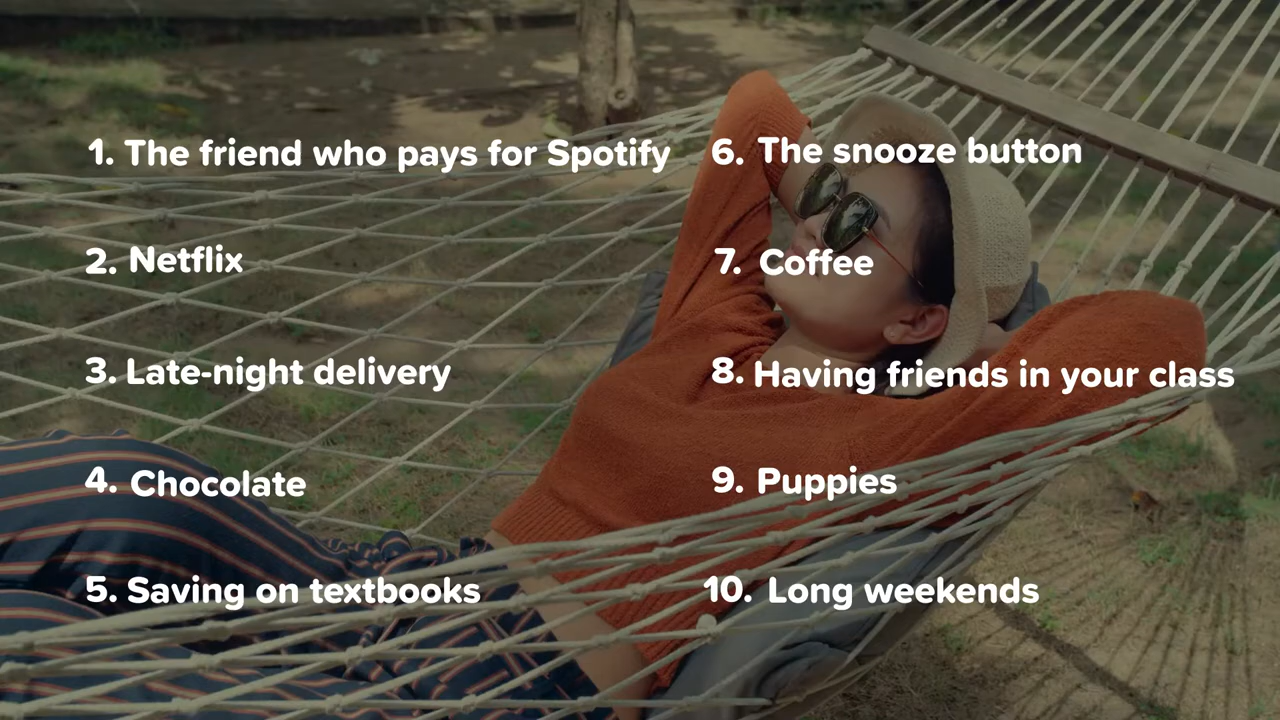 1. The friend who pays for Spotify
2. Netflix
3. Late-night delivery
4. Chocolate
5. Saving on textbooks
6. The snooze button
7. Coffee
8. Having friends in your class
9. Puppies
10. Long weekends